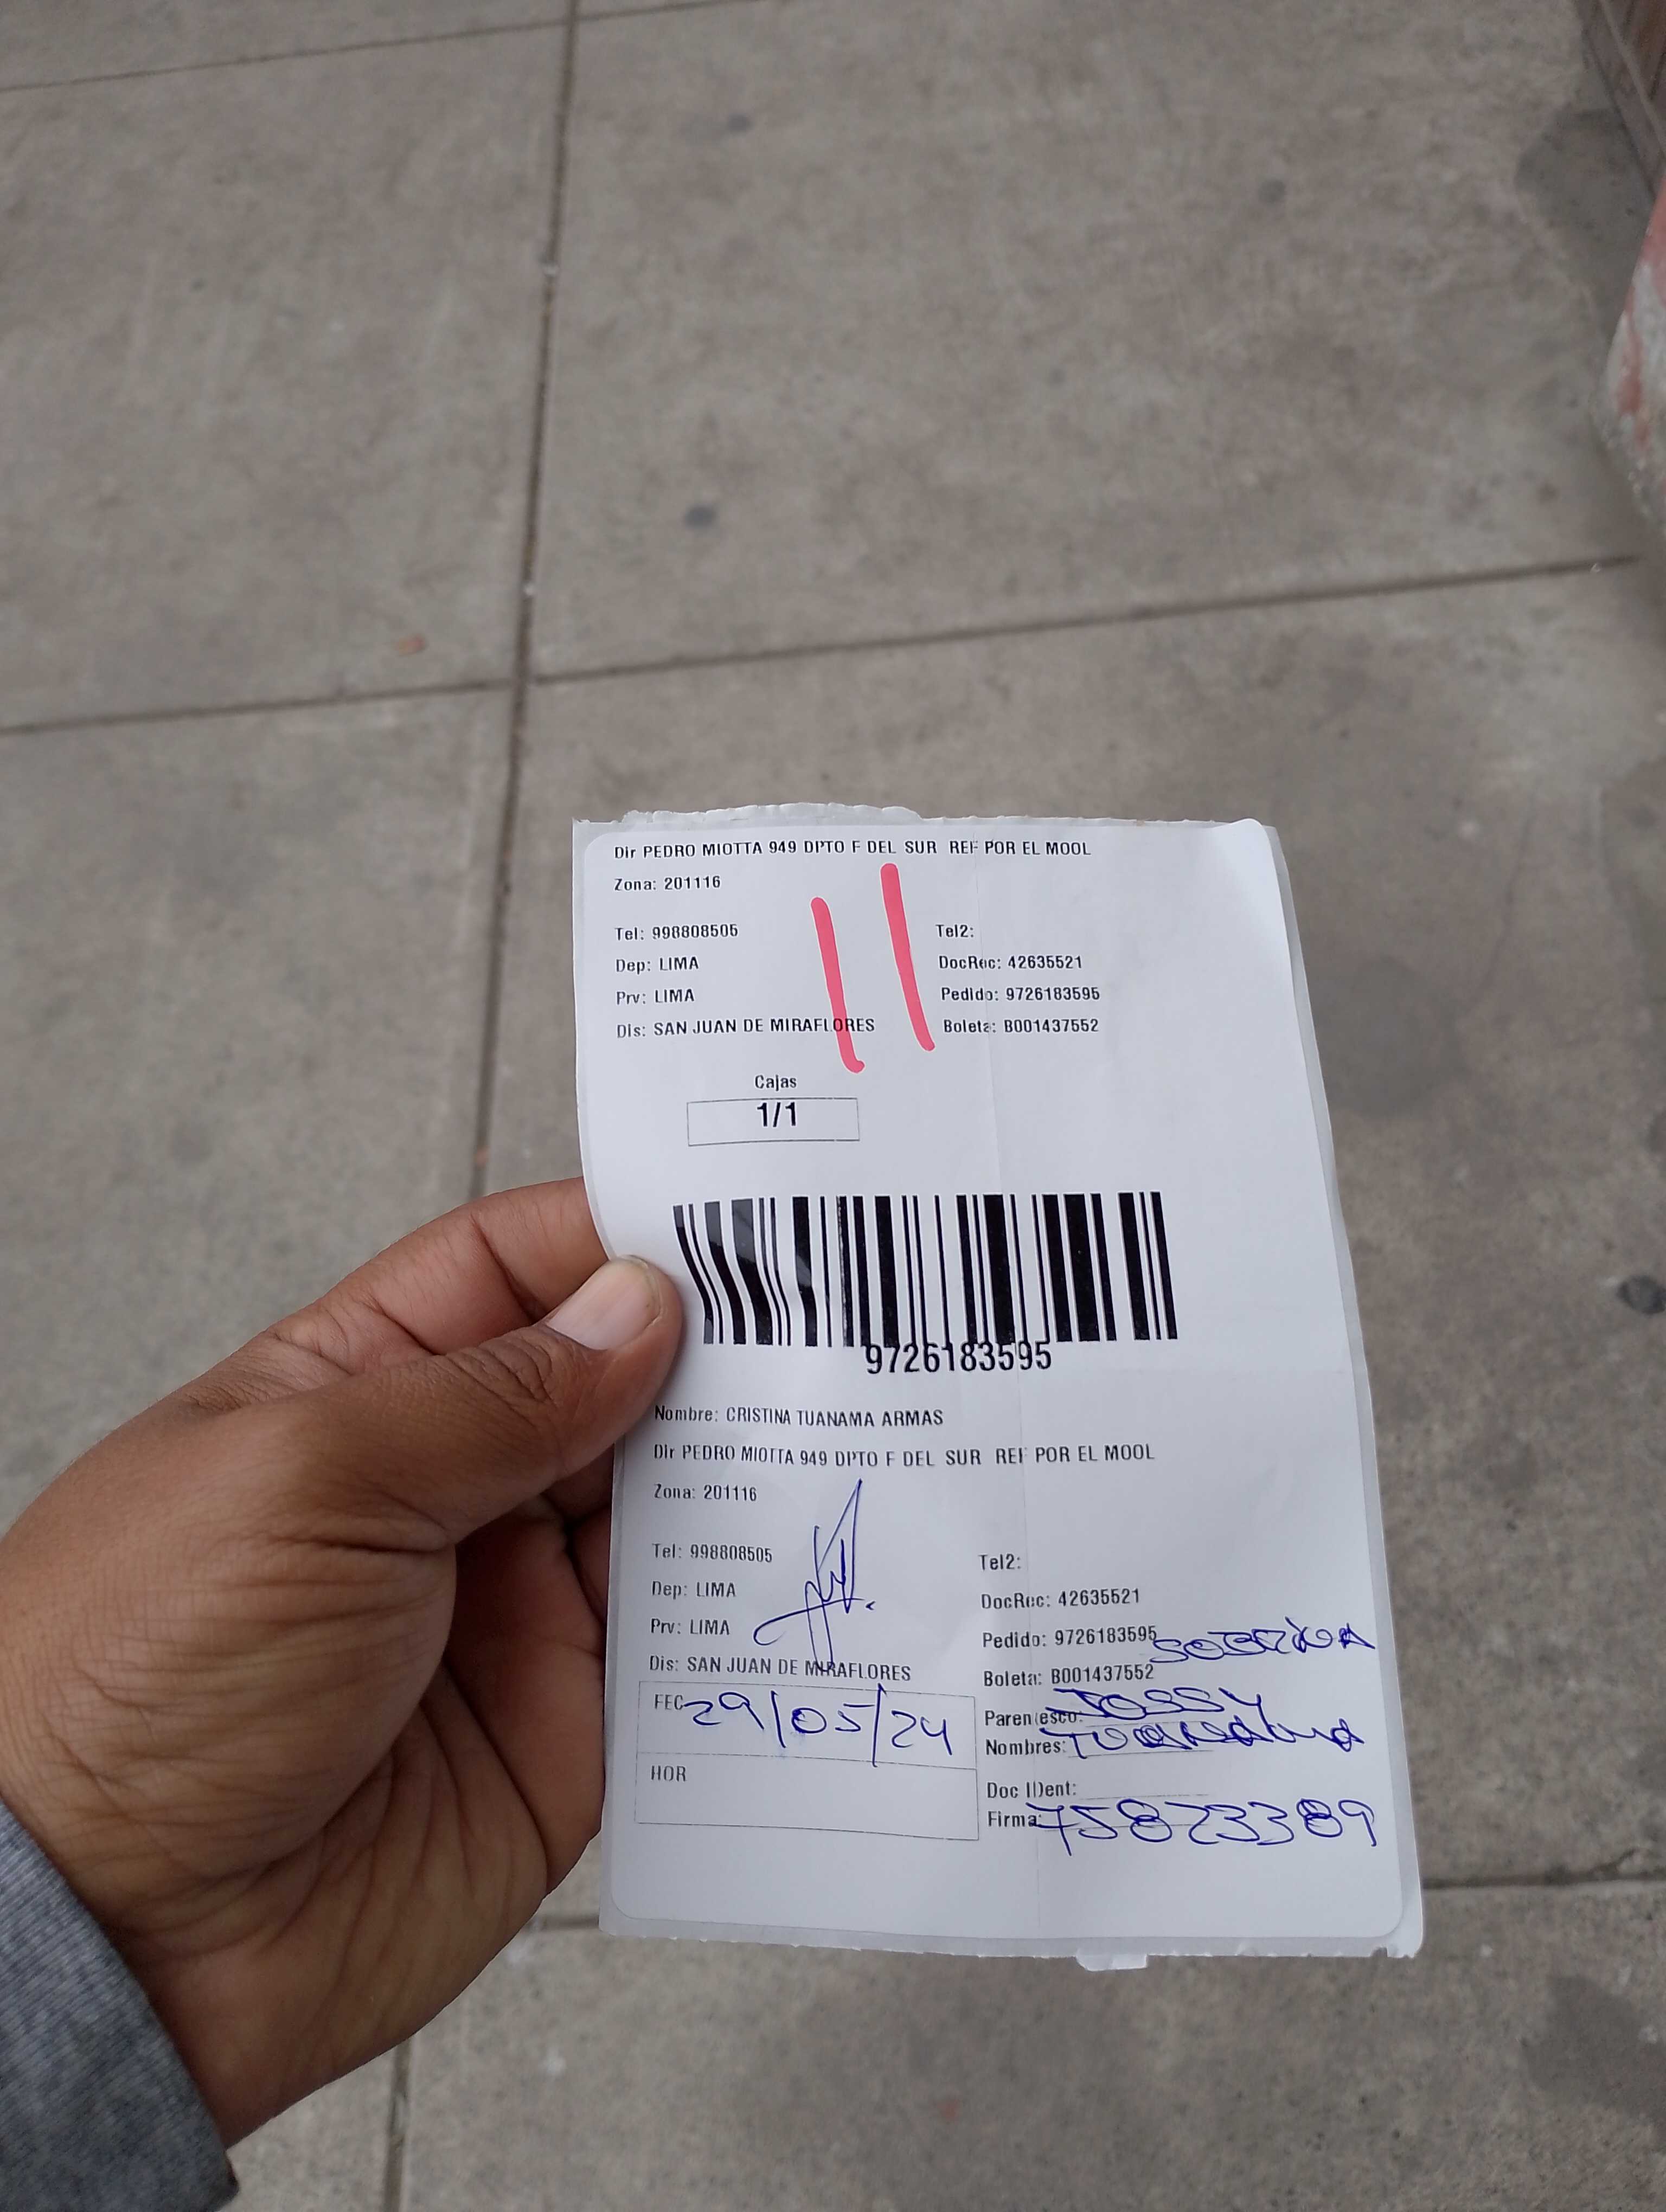 Dir PEDRO MIOTTA 949 DPTO F DEL SUR REF POR EL MOOL
Zona: 201116
Tel: 998808505 Tel2:
Dep: LIMA DocRec: 42635521
Prv: LIMA Pedido: 9726183595
Dis: SAN JUAN DE MIRAFLORES Boleta: B001437552
Cajas
1/1
9726183595
Nombre: CRISTINA TUANAMA ARMAS
Dir PEDRO MIOTTA 949 DPTO F DEL SUR REF POR EL MOOL
Zona: 201116
Tel: 998808505 Tel2:
Dep: LIMA DocRec: 42635521
Prv: LIMA Pedido: 9726183595 SOBRINA
Dis: SAN JUAN DE MIRAFLORES Boleta: B001437552
FEC 29/05/24 Parentesco: JOSSY
Nombres: TUANAMA
HOR Doc IDent:
Firma: 75823389